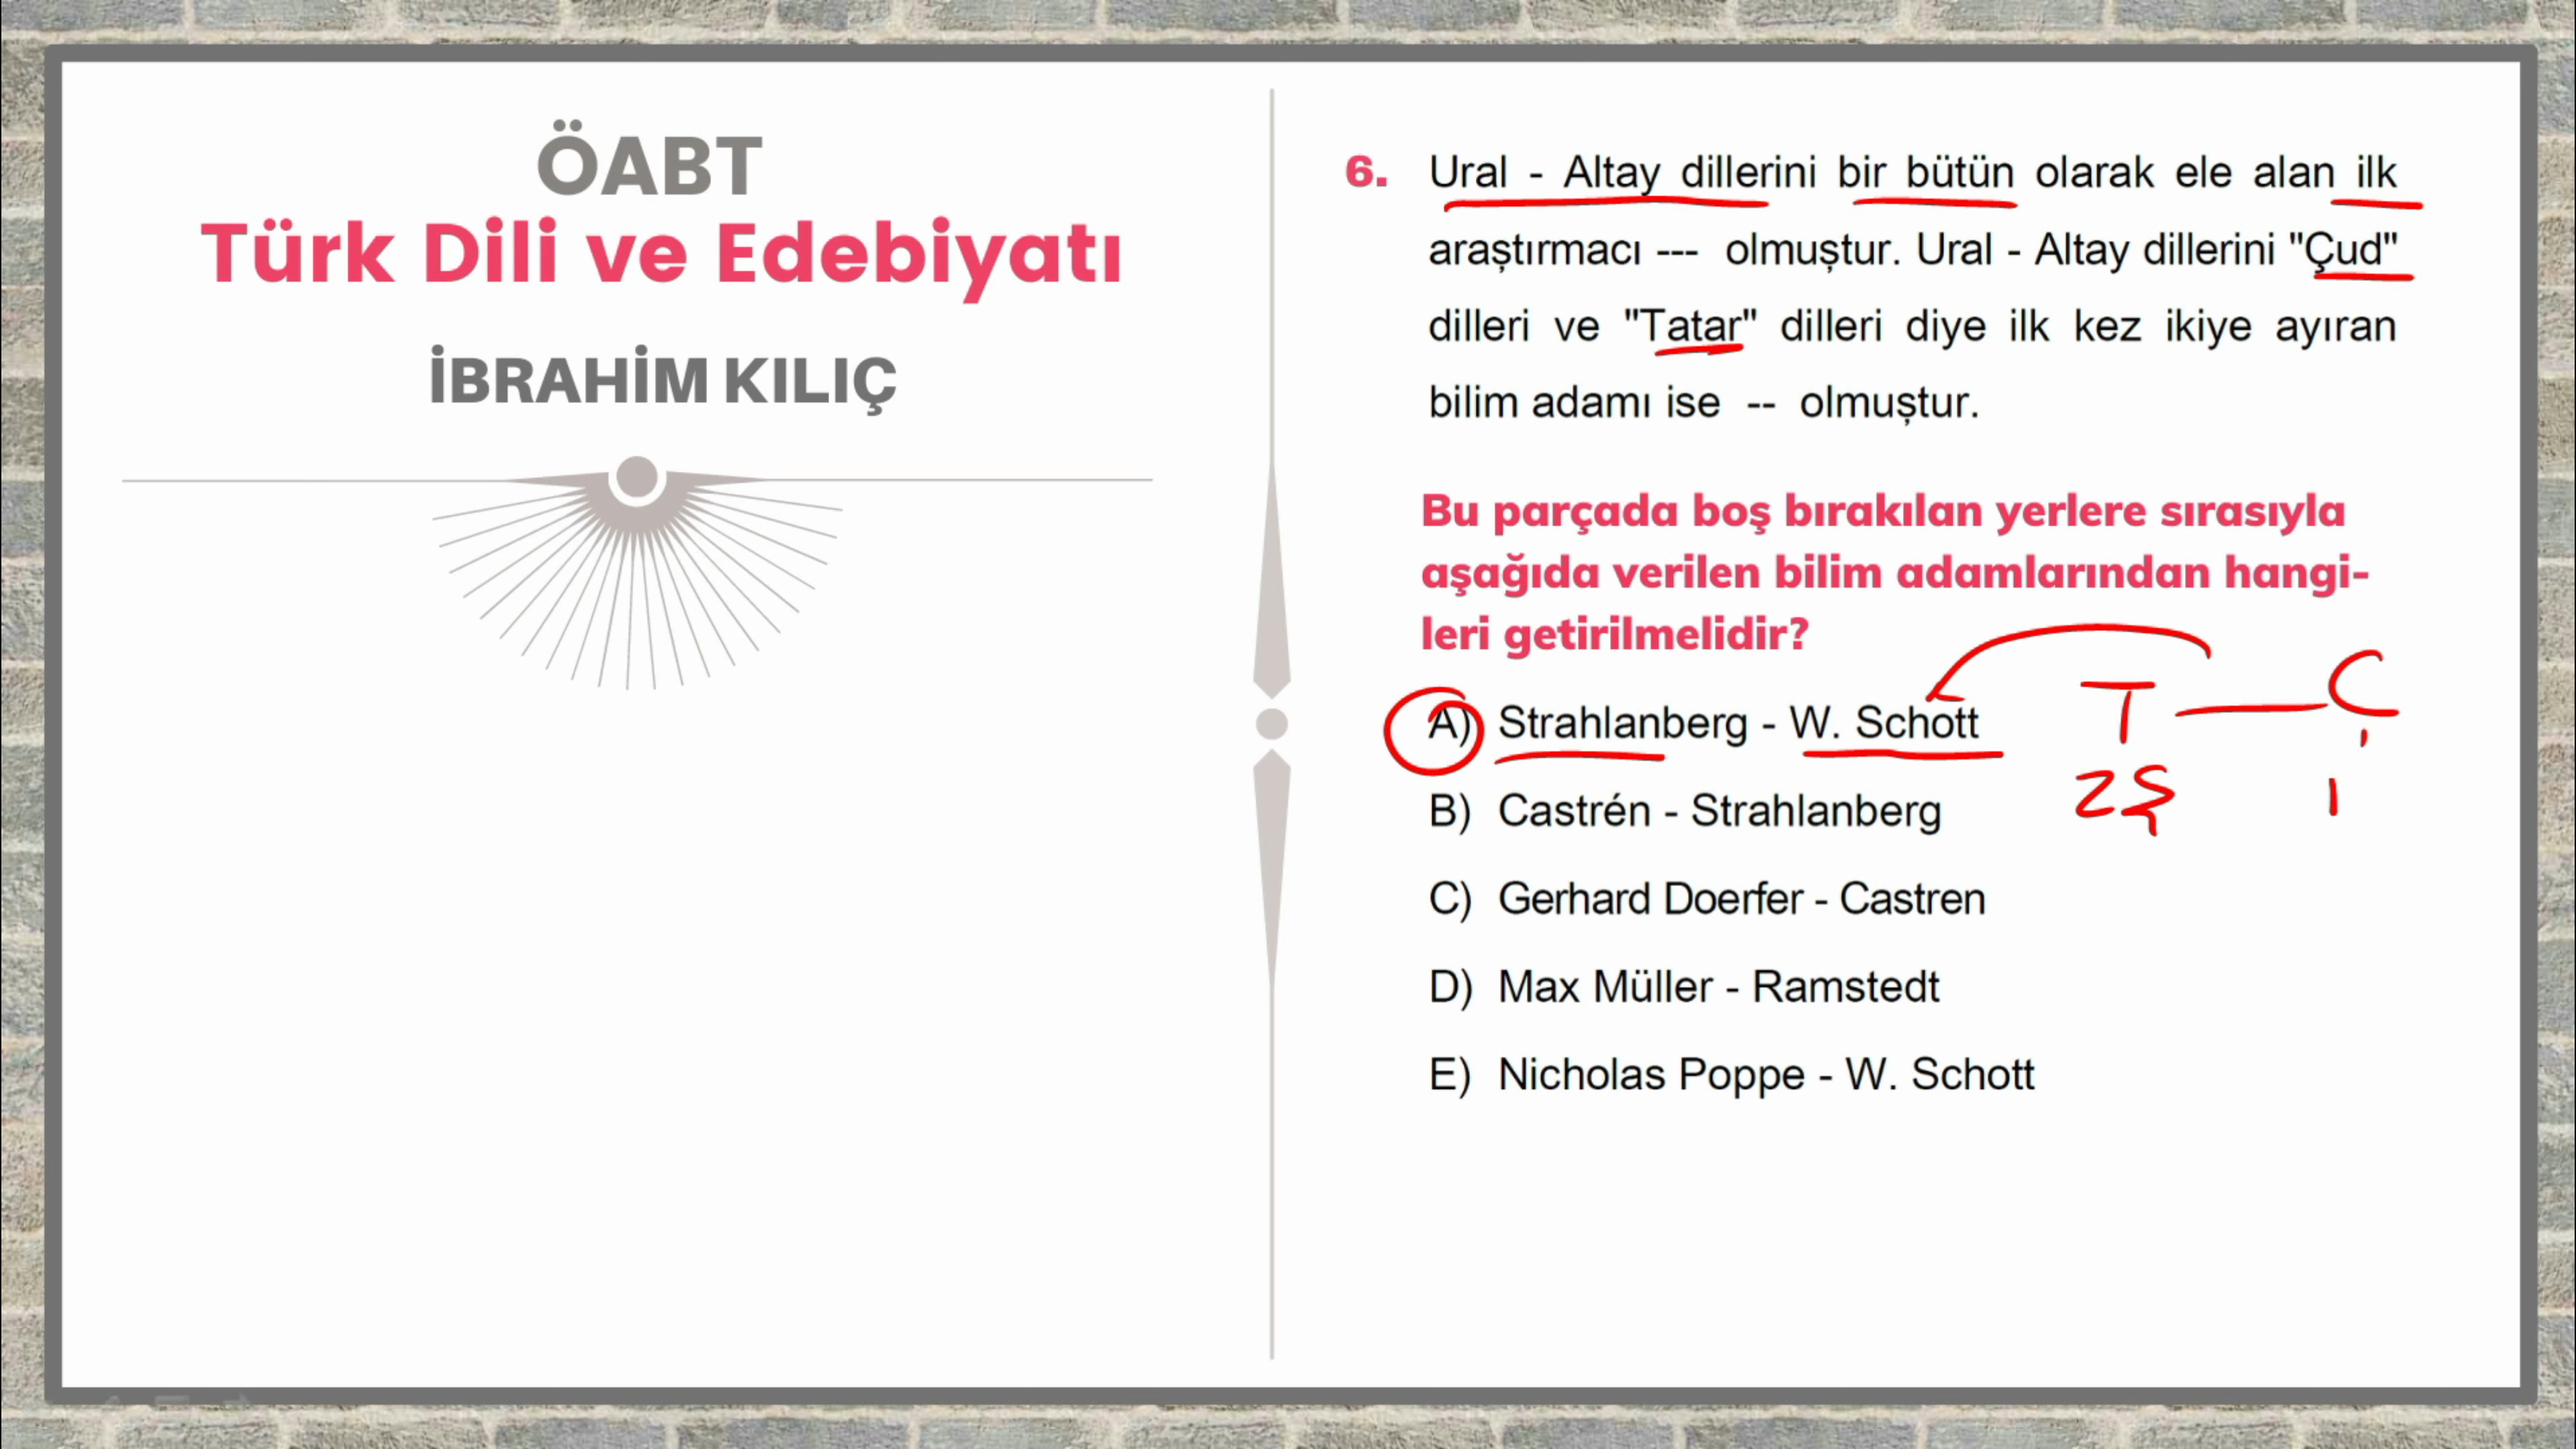 ÖABT
Türk Dili ve Edebiyatı
İBRAHİM KILIÇ
6. Ural - Altay dillerini bir bütün olarak ele alan ilk
araştırmacı --- olmuştur. Ural - Altay dillerini "Çud"
dilleri ve "Tatar" dilleri diye ilk kez ikiye ayıran
bilim adamı ise -- olmuştur.
Bu parçada boş bırakılan yerlere sırasıyla
aşağıda verilen bilim adamlarından hangi-
leri getirilmelidir?
A) Strahlanberg - W. Schott
T — Ç
B) Castrén - Strahlanberg
C) Gerhard Doerfer - Castren
D) Max Müller - Ramstedt
E) Nicholas Poppe - W. Schott